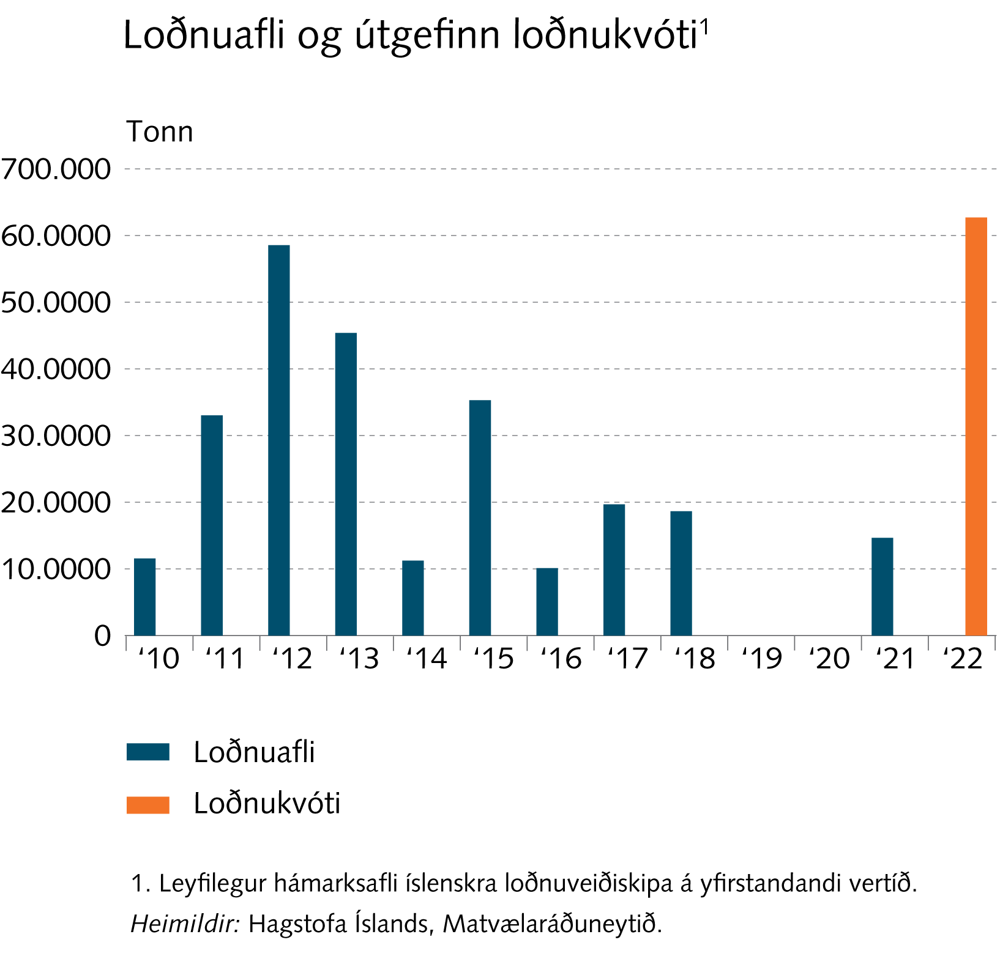 Loðnuafli og útgefinn loðnukvóti¹
Tonn
700.000
60.0000
50.0000
40.0000
30.0000
20.0000
10.0000
0
‘10 ‘11 ‘12 ‘13 ‘14 ‘15 ‘16 ‘17 ‘18 ‘19 ‘20 ‘21 ‘22
Loðnuafli
Loðnukvóti
1. Leyfilegur hámarksafli íslenskra loðnuveiðiskipa á yfirstandandi vertíð.
Heimildir: Hagstofa Íslands, Matvælaráðuneytið.